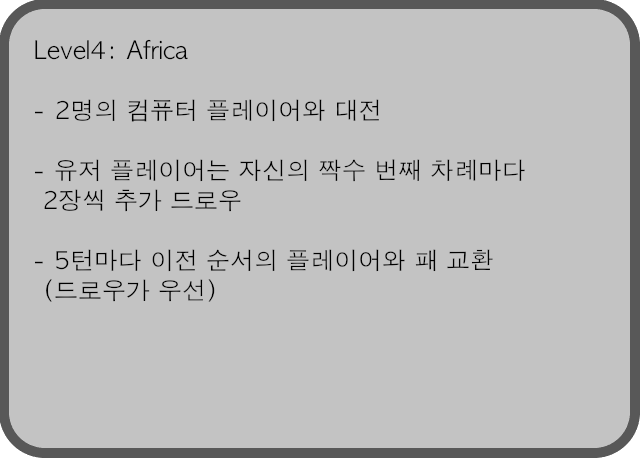 Level4: Africa
- 2명의 컴퓨터 플레이어와 대전
- 유저 플레이어는 자신의 짝수 번째 차례마다
2장씩 추가 드로우
- 5턴마다 이전 순서의 플레이어와 패 교환
(드로우가 우선)